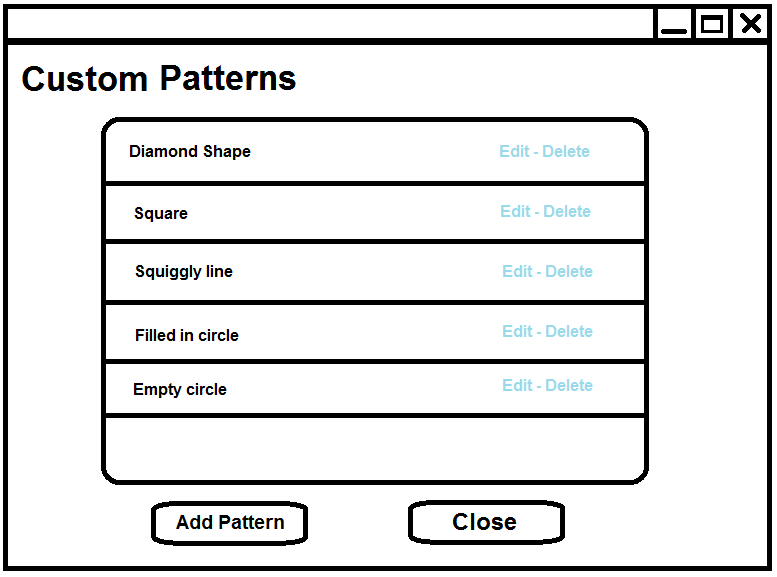 Custom Patterns
Diamond Shape Edit - Delete
Square Edit - Delete
Squiggly line Edit - Delete
Filled in circle Edit - Delete
Empty circle Edit - Delete
Add Pattern Close